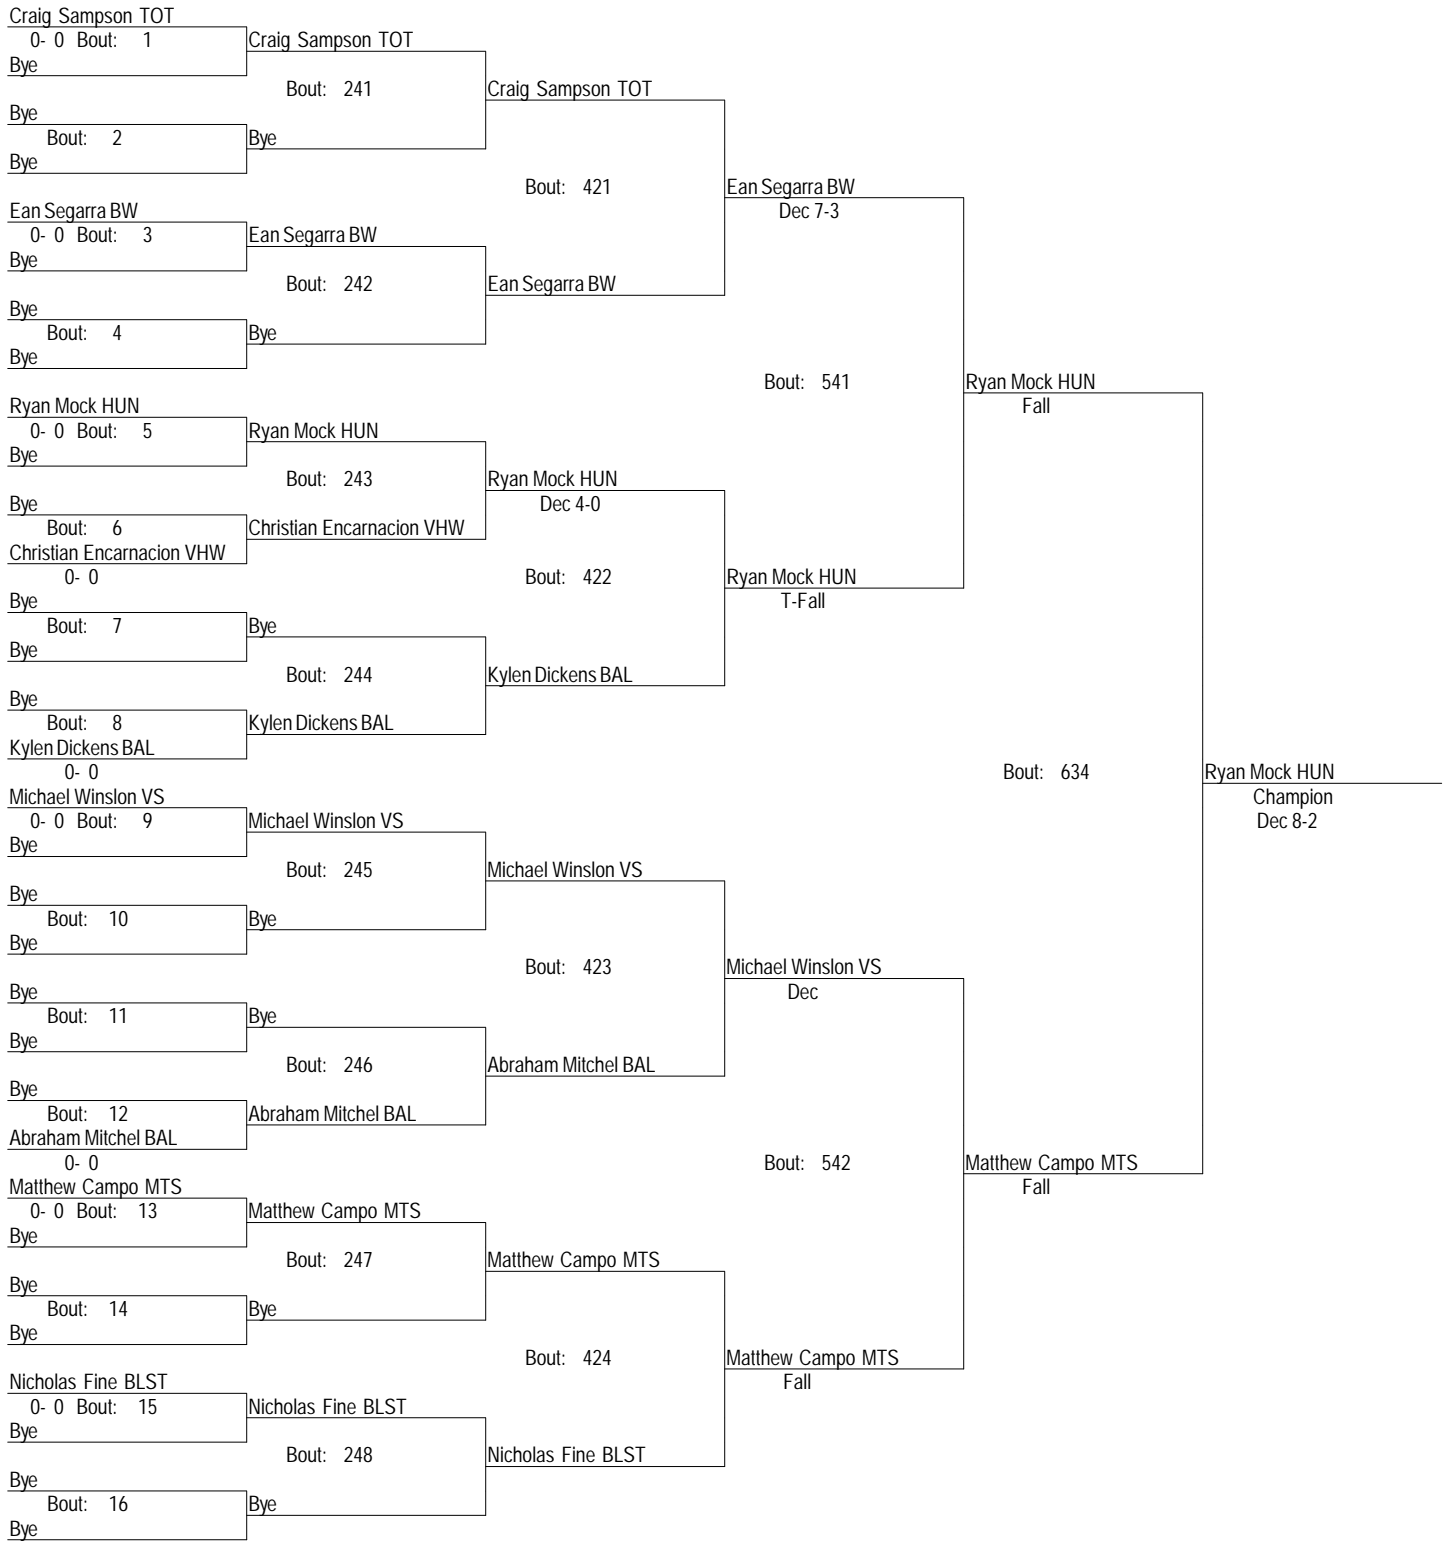 Craig Sampson TOT
0- 0 Bout: 1
Craig Sampson TOT
Bye
Bout: 241
Craig Sampson TOT
Bye
Bout: 2
Bye
Bye
Bout: 421
Ean Segarra BW
Dec 7-3
Ean Segarra BW
0- 0 Bout: 3
Ean Segarra BW
Bye
Bout: 242
Ean Segarra BW
Bye
Bout: 4
Bye
Bye
Bout: 541
Ryan Mock HUN
Fall
Ryan Mock HUN
0- 0 Bout: 5
Ryan Mock HUN
Bye
Bout: 243
Ryan Mock HUN
Dec 4-0
Bye
Bout: 6
Christian Encarnacion VHW
Christian Encarnacion VHW
0- 0
Bout: 422
Ryan Mock HUN
T-Fall
Bye
Bout: 7
Bye
Bye
Bout: 244
Kylen Dickens BAL
Bye
Bout: 8
Kylen Dickens BAL
Kylen Dickens BAL
0- 0
Bout: 634
Ryan Mock HUN
Champion
Dec 8-2
Michael Winslon VS
0- 0 Bout: 9
Michael Winslon VS
Bye
Bout: 245
Michael Winslon VS
Bye
Bout: 10
Bye
Bye
Bout: 423
Michael Winslon VS
Dec
Bye
Bout: 11
Bye
Bye
Bout: 246
Abraham Mitchel BAL
Bye
Bout: 12
Abraham Mitchel BAL
Abraham Mitchel BAL
0- 0
Bout: 542
Matthew Campo MTS
Fall
Matthew Campo MTS
0- 0 Bout: 13
Matthew Campo MTS
Bye
Bout: 247
Matthew Campo MTS
Bye
Bout: 14
Bye
Bye
Bout: 424
Matthew Campo MTS
Fall
Nicholas Fine BLST
0- 0 Bout: 15
Nicholas Fine BLST
Bye
Bout: 248
Nicholas Fine BLST
Bye
Bout: 16
Bye
Bye